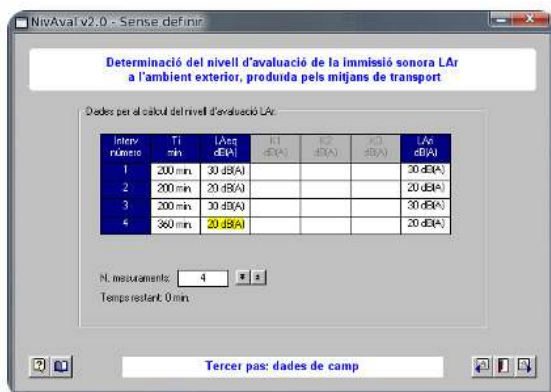 NivAval v2.0 - Sense definir
Determinació del nivell d'avaluació de la immissió sonora LAr
a l'ambient exterior, produïda pels mitjans de transport
Dades per al càlcul del nivell d'avaluació LAr:
Interv. número Ti min LAeq dB(A) K1 dB(A) K2 dB(A) K3 dB(A) LAri dB(A)
1 200 min. 30 dB(A) 30 dB(A)
2 200 min. 20 dB(A) 20 dB(A)
3 200 min. 30 dB(A) 30 dB(A)
4 360 min. 20 dB(A) 20 dB(A)
N. mesuraments: 4
Temps restant: 0 min.
Tercer pas: dades de camp